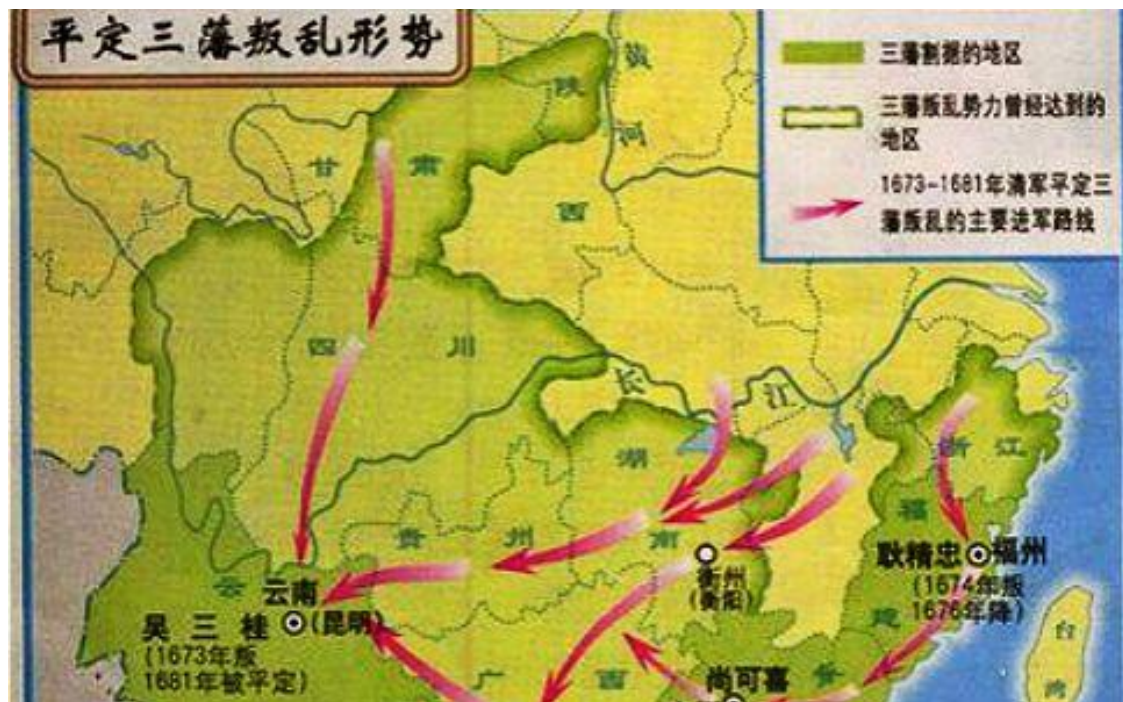 平定三藩叛乱形势
三藩割据的地区
三藩叛乱势力曾经达到的
地区
1673-1681年清军平定三
藩叛乱的主要进军路线
黄
河
陕
甘 肃
西
四 川
长
江
湖
浙 江
贵 州
南
福
耿精忠 福州
(1674年叛
1676年降)
建
衡州
(衡阳)
云
云南
吴三桂 (昆明)
(1673年叛
1681年被平定)
台
湾
广 西
尚可喜